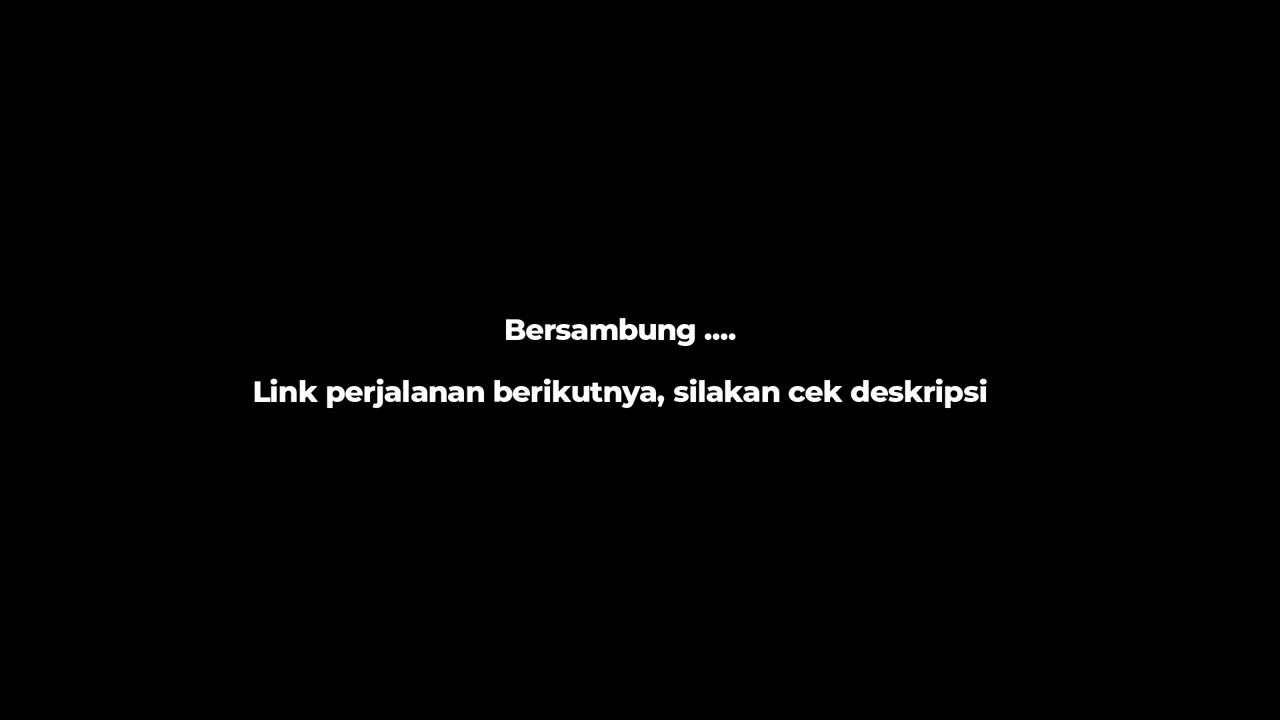 Bersambung ....
Link perjalanan berikutnya, silakan cek deskripsi